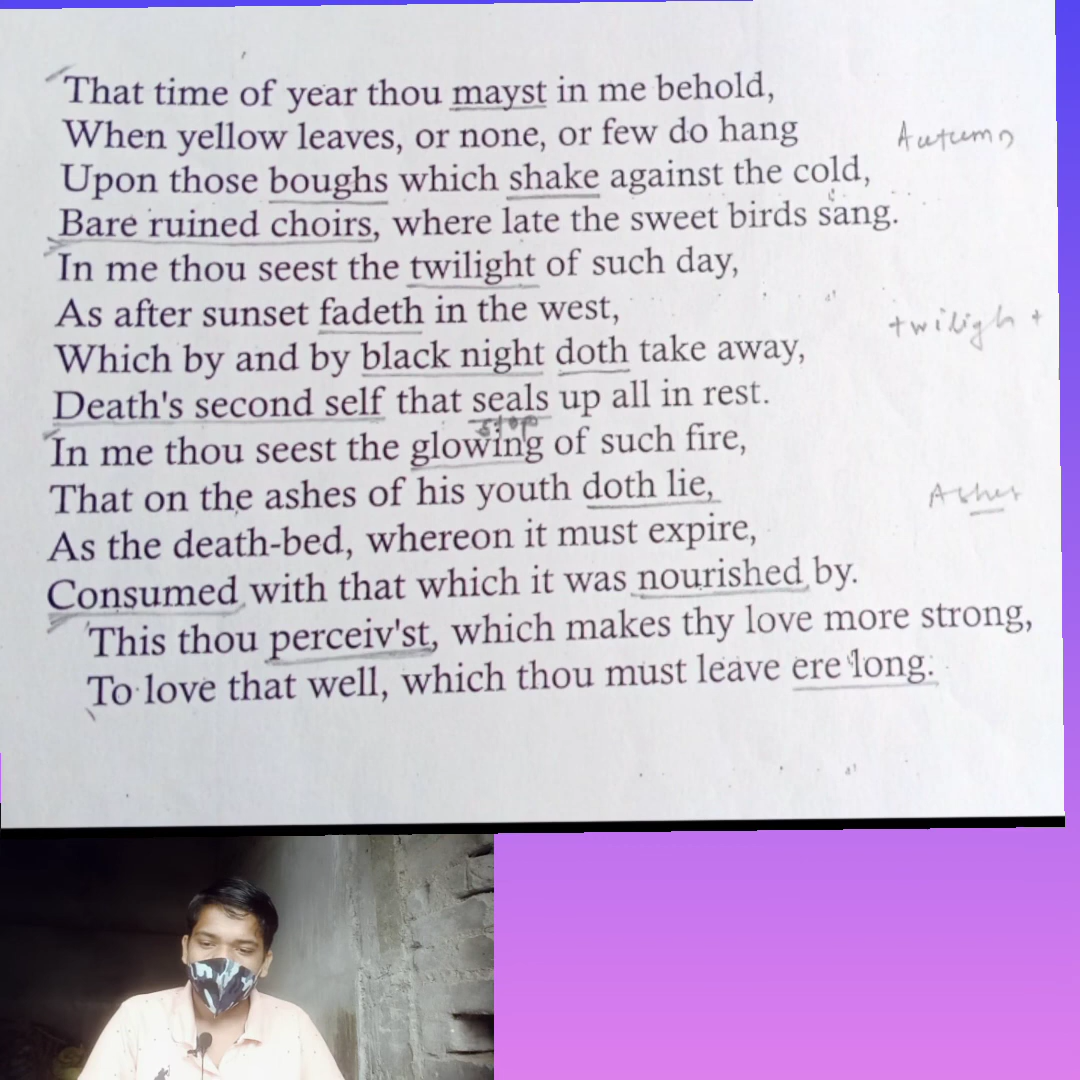 That time of year thou mayst in me behold,
When yellow leaves, or none, or few do hang
Autumn
Upon those boughs which shake against the cold,
Bare ruined choirs, where late the sweet birds sang.
In me thou seest the twilight of such day,
As after sunset fadeth in the west,
twilight
Which by and by black night doth take away,
Death's second self that seals up all in rest.
stop
In me thou seest the glowing of such fire,
That on the ashes of his youth doth lie,
Ashes
As the death-bed, whereon it must expire,
Consumed with that which it was nourished by.
This thou perceiv'st, which makes thy love more strong,
To love that well, which thou must leave ere long.